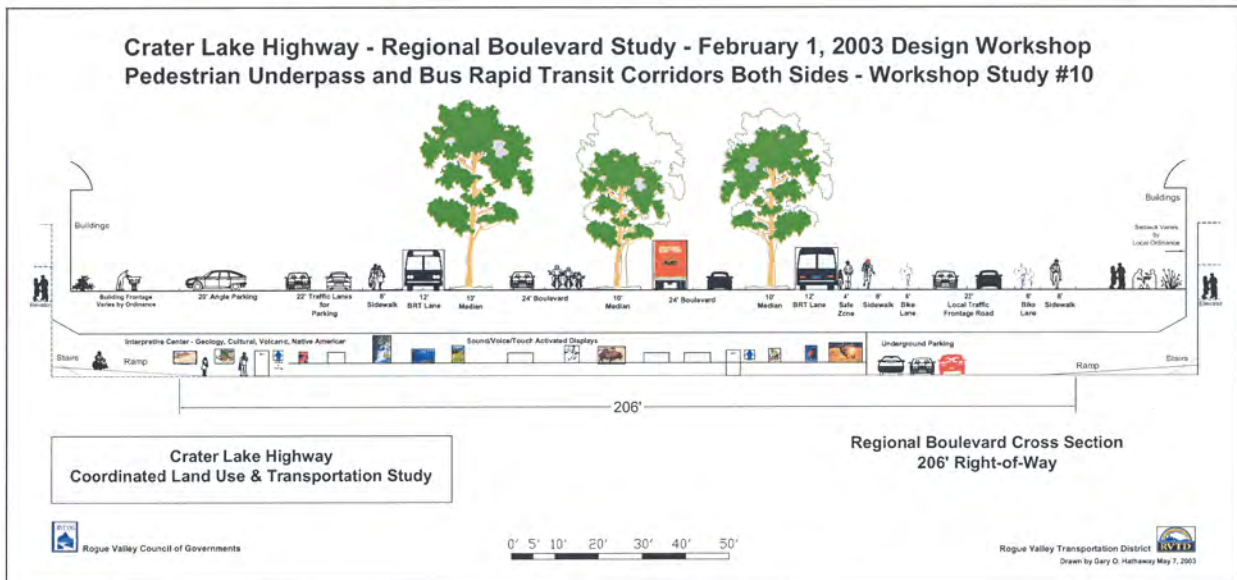 Crater Lake Highway - Regional Boulevard Study - February 1, 2003 Design Workshop
Pedestrian Underpass and Bus Rapid Transit Corridors Both Sides - Workshop Study #10
Buildings
Buildings
Setback Varies
by
Local Ordinance
Elevator
Building Frontage
Varies by Ordinance
20' Angle Parking
22' Traffic Lanes
for
Parking
8'
Sidewalk
12'
BRT Lane
10'
Median
24' Boulevard
10'
Median
24' Boulevard
10'
Median
12'
BRT Lane
4'
Safe
Zone
8'
Sidewalk
6'
Bike
Lane
22'
Local Traffic
Frontage Road
6'
Bike
Lane
8'
Sidewalk
Elevator
Interpretive Center - Geology, Cultural, Volcanic, Native American
Sound/Voice/Touch Activated Displays
Underground Parking
Stairs
Ramp
Ramp
Stairs
206'
Crater Lake Highway
Coordinated Land Use & Transportation Study
Regional Boulevard Cross Section
206' Right-of-Way
Rogue Valley Council of Governments
0' 5' 10' 20' 30' 40' 50'
Rogue Valley Transportation District
RVTD
Drawn by Gary O. Hathaway May 7, 2003